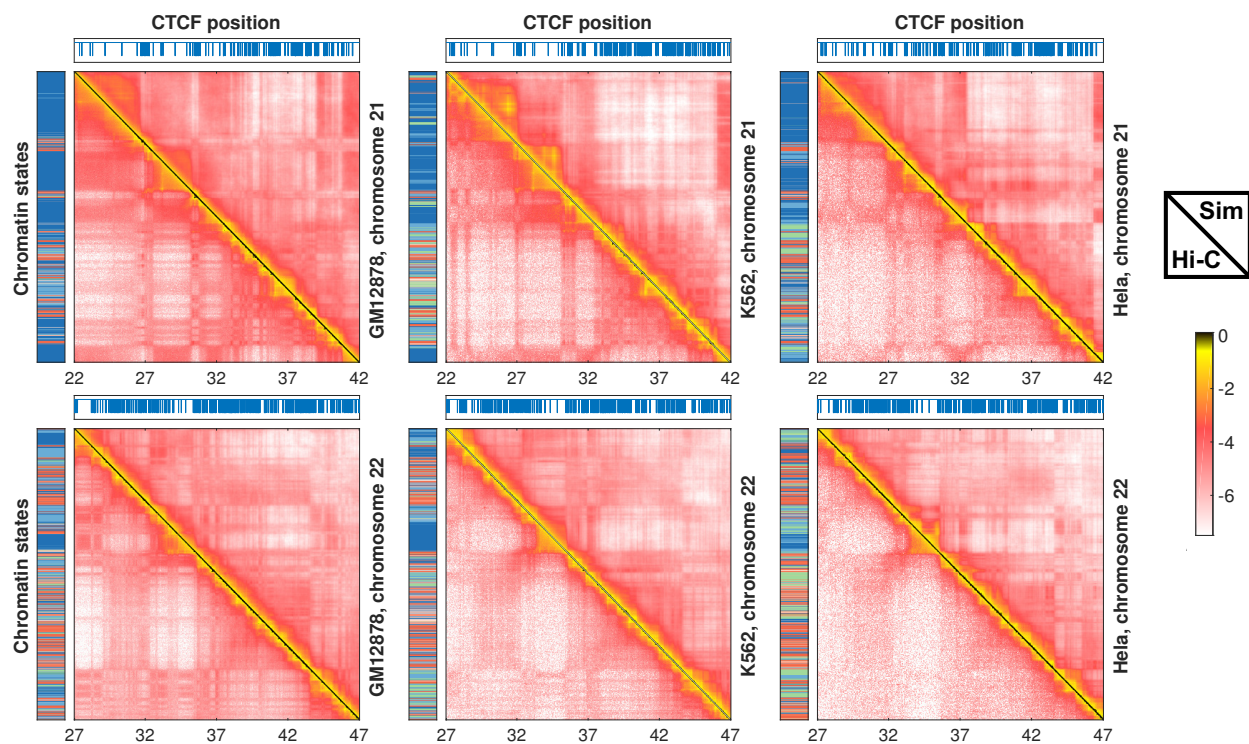 CTCF position
CTCF position
CTCF position
Chromatin states
GM12878, chromosome 21
K562, chromosome 21
Hela, chromosome 21
22 27 32 37 42
22 27 32 37 42
22 27 32 37 42
Sim
Hi-C
0
-2
-4
-6
Chromatin states
GM12878, chromosome 22
K562, chromosome 22
Hela, chromosome 22
27 32 37 42 47
27 32 37 42 47
27 32 37 42 47